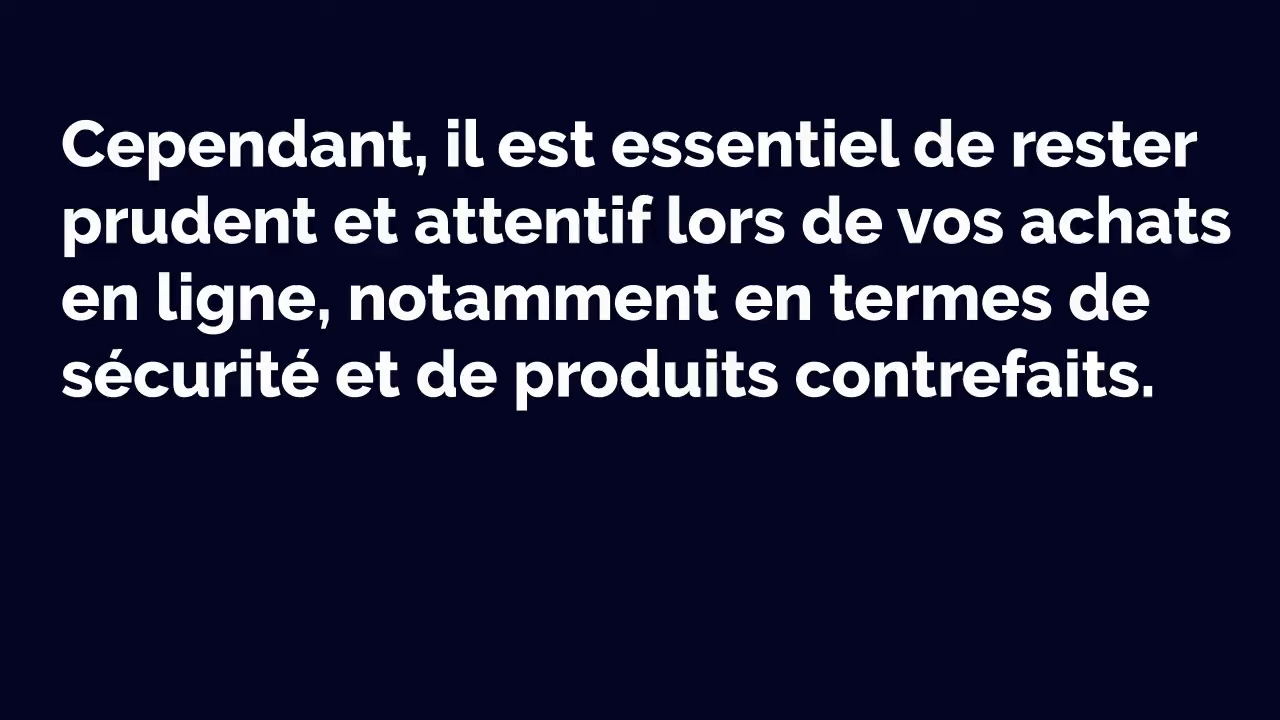 Cependant, il est essentiel de rester
prudent et attentif lors de vos achats
en ligne, notamment en termes de
sécurité et de produits contrefaits.